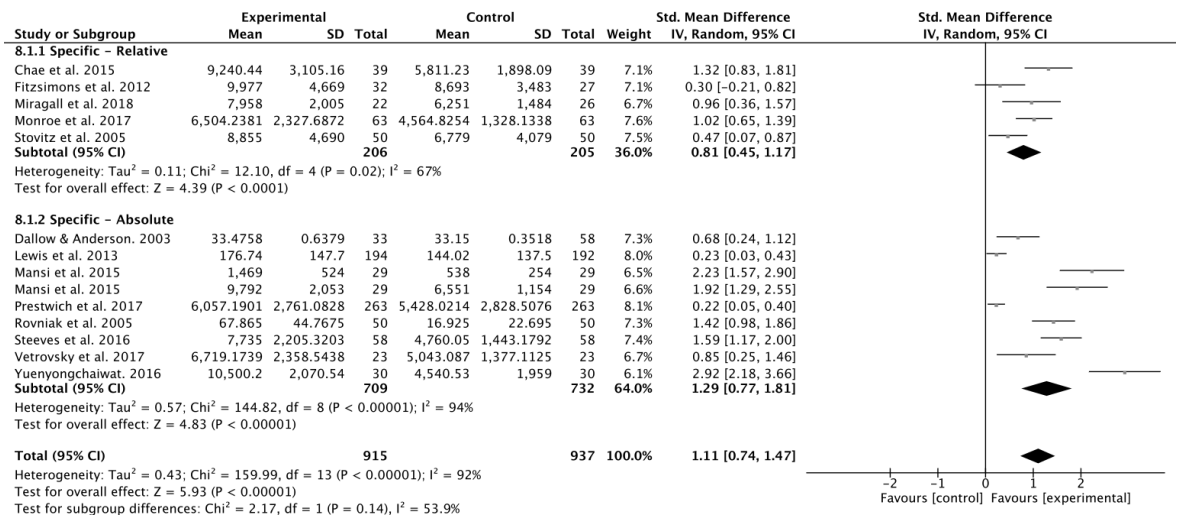 Experimental Control Std. Mean Difference Std. Mean Difference
Study or Subgroup Mean SD Total Mean SD Total Weight IV, Random, 95% CI IV, Random, 95% CI
8.1.1 Specific - Relative
Chae et al. 2015 9,240.44 3,105.16 39 5,811.23 1,898.09 39 7.1% 1.32 [0.83, 1.81]
Fitzsimons et al. 2012 9,977 4,669 32 8,693 3,483 27 7.1% 0.30 [-0.21, 0.82]
Miragall et al. 2018 7,958 2,005 22 6,251 1,484 26 6.7% 0.96 [0.36, 1.57]
Monroe et al. 2017 6,504.2381 2,327.6872 63 4,564.8254 1,328.1338 63 7.6% 1.02 [0.65, 1.39]
Stovitz et al. 2005 8,855 4,690 50 6,779 4,079 50 7.5% 0.47 [0.07, 0.87]
Subtotal (95% CI) 206 205 36.0% 0.81 [0.45, 1.17]
Heterogeneity: Tau² = 0.11; Chi² = 12.10, df = 4 (P = 0.02); I² = 67%
Test for overall effect: Z = 4.39 (P < 0.0001)
8.1.2 Specific - Absolute
Dallow & Anderson. 2003 33.4758 0.6379 33 33.15 0.3518 58 7.3% 0.68 [0.24, 1.12]
Lewis et al. 2013 176.74 147.7 194 144.02 137.5 192 8.0% 0.23 [0.03, 0.43]
Mansi et al. 2015 1,469 524 29 538 254 29 6.5% 2.23 [1.57, 2.90]
Mansi et al. 2015 9,792 2,053 29 6,551 1,154 29 6.6% 1.92 [1.29, 2.55]
Prestwich et al. 2017 6,057.1901 2,761.0828 263 5,428.0214 2,828.5076 263 8.1% 0.22 [0.05, 0.40]
Rovniak et al. 2005 67.865 44.7675 50 16.925 22.695 50 7.3% 1.42 [0.98, 1.86]
Steeves et al. 2016 7,735 2,205.3203 58 4,760.05 1,443.1792 58 7.4% 1.59 [1.17, 2.00]
Vetrovsky et al. 2017 6,719.1739 2,358.5438 23 5,043.087 1,377.1125 23 6.7% 0.85 [0.25, 1.46]
Yuenyongchaiwat. 2016 10,500.2 2,070.54 30 4,540.53 1,959 30 6.1% 2.92 [2.18, 3.66]
Subtotal (95% CI) 709 732 64.0% 1.29 [0.77, 1.81]
Heterogeneity: Tau² = 0.57; Chi² = 144.82, df = 8 (P < 0.00001); I² = 94%
Test for overall effect: Z = 4.83 (P < 0.00001)
Total (95% CI) 915 937 100.0% 1.11 [0.74, 1.47]
Heterogeneity: Tau² = 0.43; Chi² = 159.99, df = 13 (P < 0.00001); I² = 92%
Test for overall effect: Z = 5.93 (P < 0.00001)
Test for subgroup differences: Chi² = 2.17, df = 1 (P = 0.14), I² = 53.9%
-2 -1 0 1 2
Favours [control] Favours [experimental]